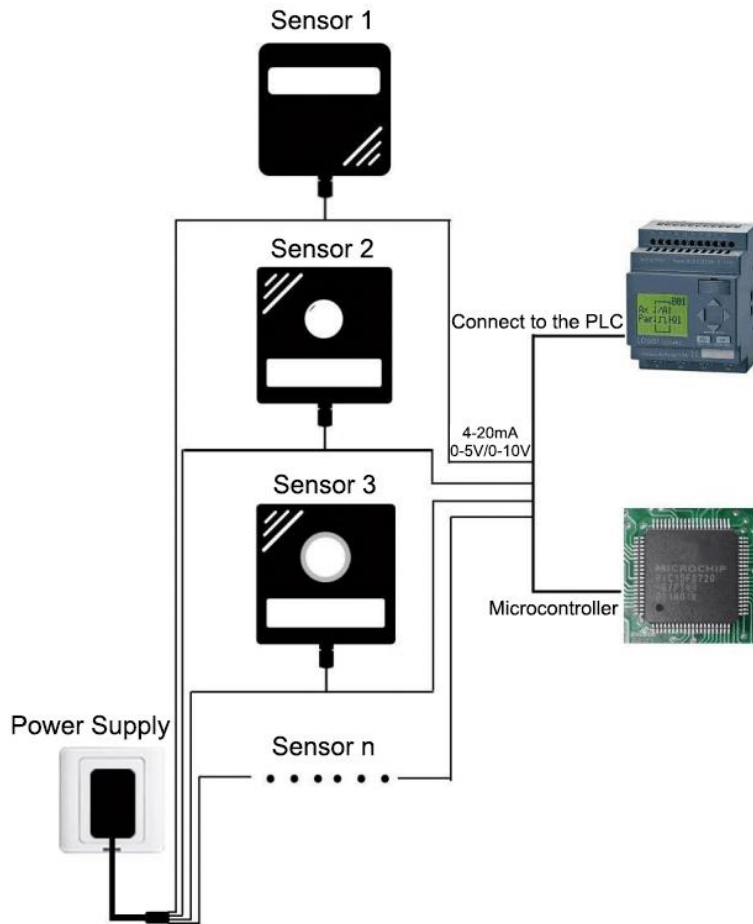 Sensor 1
Sensor 2
Connect to the PLC
4-20mA
0-5V/0-10V
Sensor 3
MICROCHIP
Microcontroller
Power Supply
Sensor n